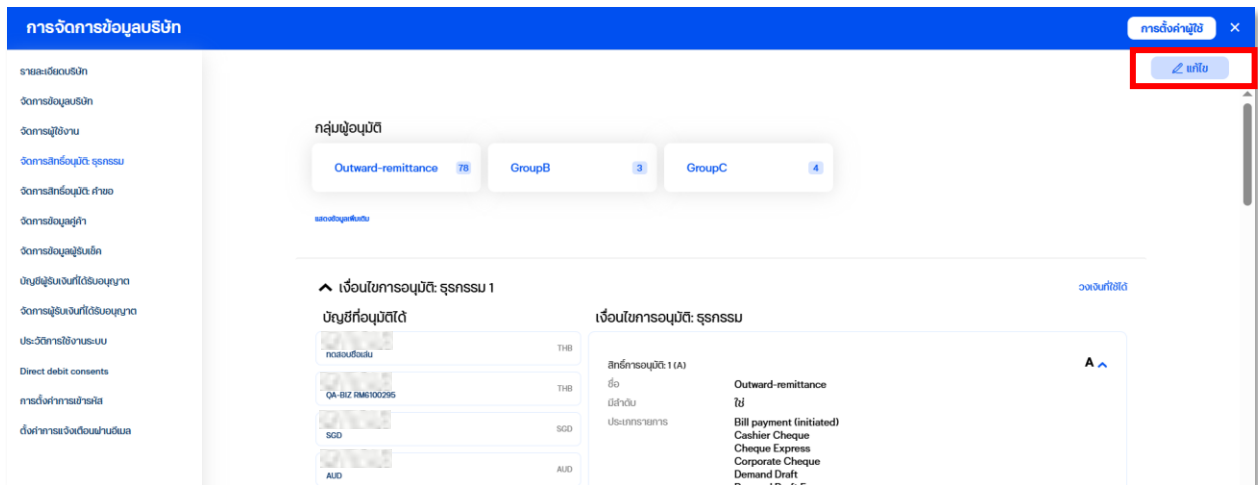 การจัดการข้อมูลบริษัท
การตั้งค่าผู้ใช้
แก้ไข
รายละเอียดบริษัท
จัดการข้อมูลบริษัท
จัดการผู้ใช้งาน
จัดการสิทธิ์อนุมัติ: ธุรกรรม
จัดการสิทธิ์อนุมัติ: คำขอ
จัดการข้อมูลคู่ค้า
จัดการข้อมูลผู้รับเช็ค
บัญชีผู้รับเงินที่ได้รับอนุญาต
จัดการผู้รับเงินที่ได้รับอนุญาต
ประวัติการใช้งานระบบ
Direct debit consents
การตั้งค่าการเข้ารหัส
ตั้งค่าการแจ้งเตือนผ่านอีเมล
กลุ่มผู้อนุมัติ
Outward-remittance 78
GroupB 3
GroupC 4
แสดงข้อมูลเพิ่มเติม
เงื่อนไขการอนุมัติ: ธุรกรรม 1
วงเงินที่ใช้ได้
บัญชีที่อนุมัติได้
ทดสอบชื่อเล่น THB
QA-BIZ RM6100295 THB
SGD SGD
AUD AUD
เงื่อนไขการอนุมัติ: ธุรกรรม
สิทธิ์การอนุมัติ: 1 (A) A
ชื่อ Outward-remittance
มีลำดับ ใช่
ประเภทรายการ Bill payment (initiated)
Cashier Cheque
Cheque Express
Corporate Cheque
Demand Draft